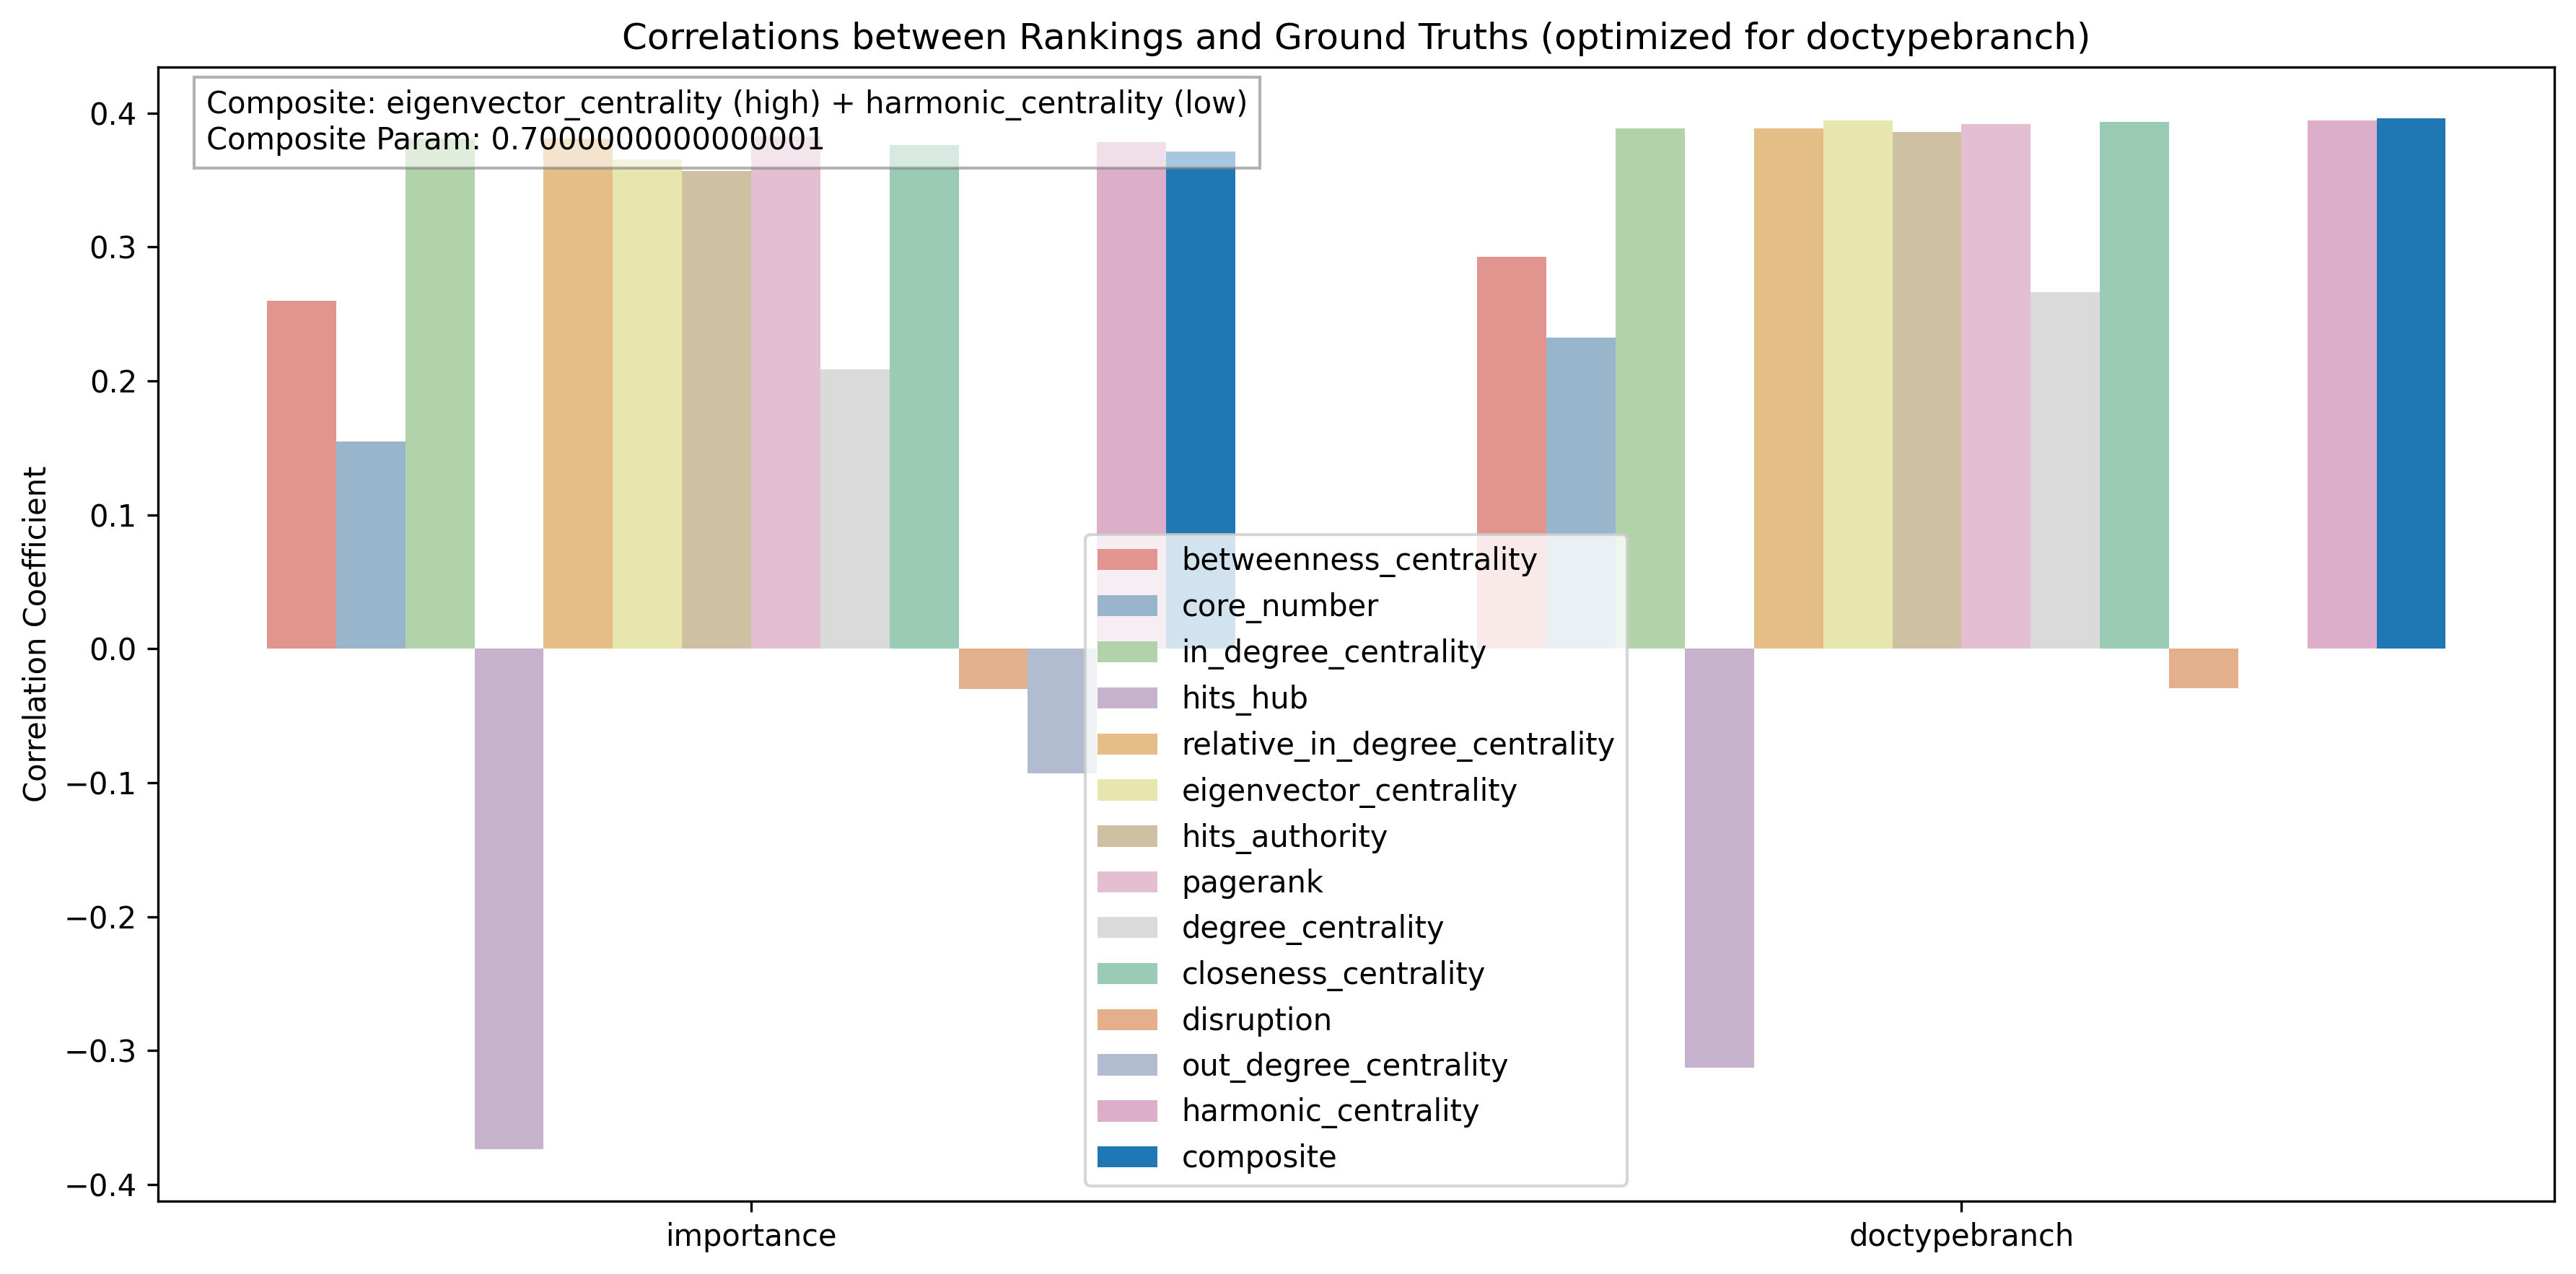 Correlations between Rankings and Ground Truths (optimized for doctypebranch)
Composite: eigenvector_centrality (high) + harmonic_centrality (low)
Composite Param: 0.7000000000000001
Correlation Coefficient
0.4
0.3
0.2
0.1
0.0
−0.1
−0.2
−0.3
−0.4
betweenness_centrality
core_number
in_degree_centrality
hits_hub
relative_in_degree_centrality
eigenvector_centrality
hits_authority
pagerank
degree_centrality
closeness_centrality
disruption
out_degree_centrality
harmonic_centrality
composite
importance
doctypebranch